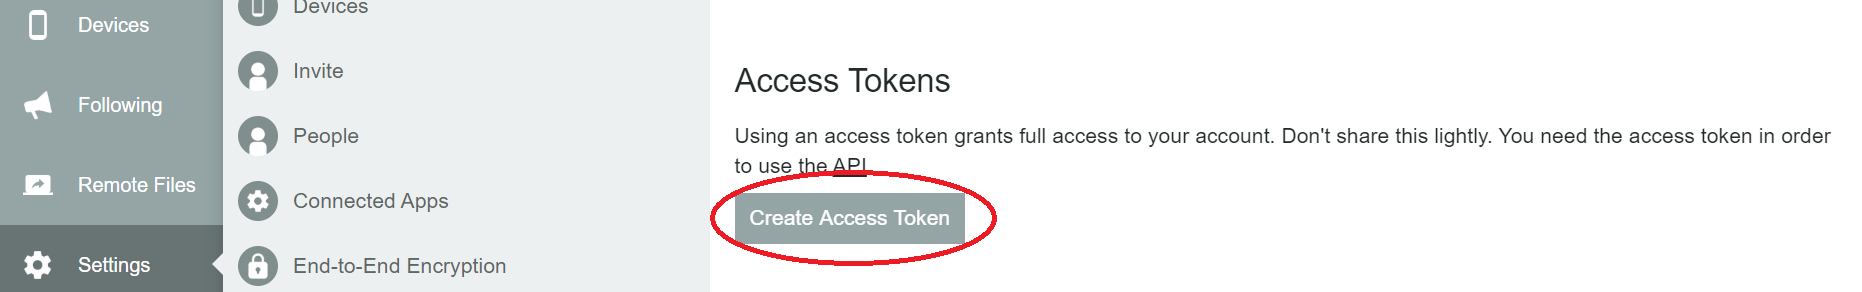 Devices
Following
Remote Files
Settings
Devices
Invite
People
Connected Apps
End-to-End Encryption
Access Tokens
Using an access token grants full access to your account. Don't share this lightly. You need the access token in order
to use the API
Create Access Token